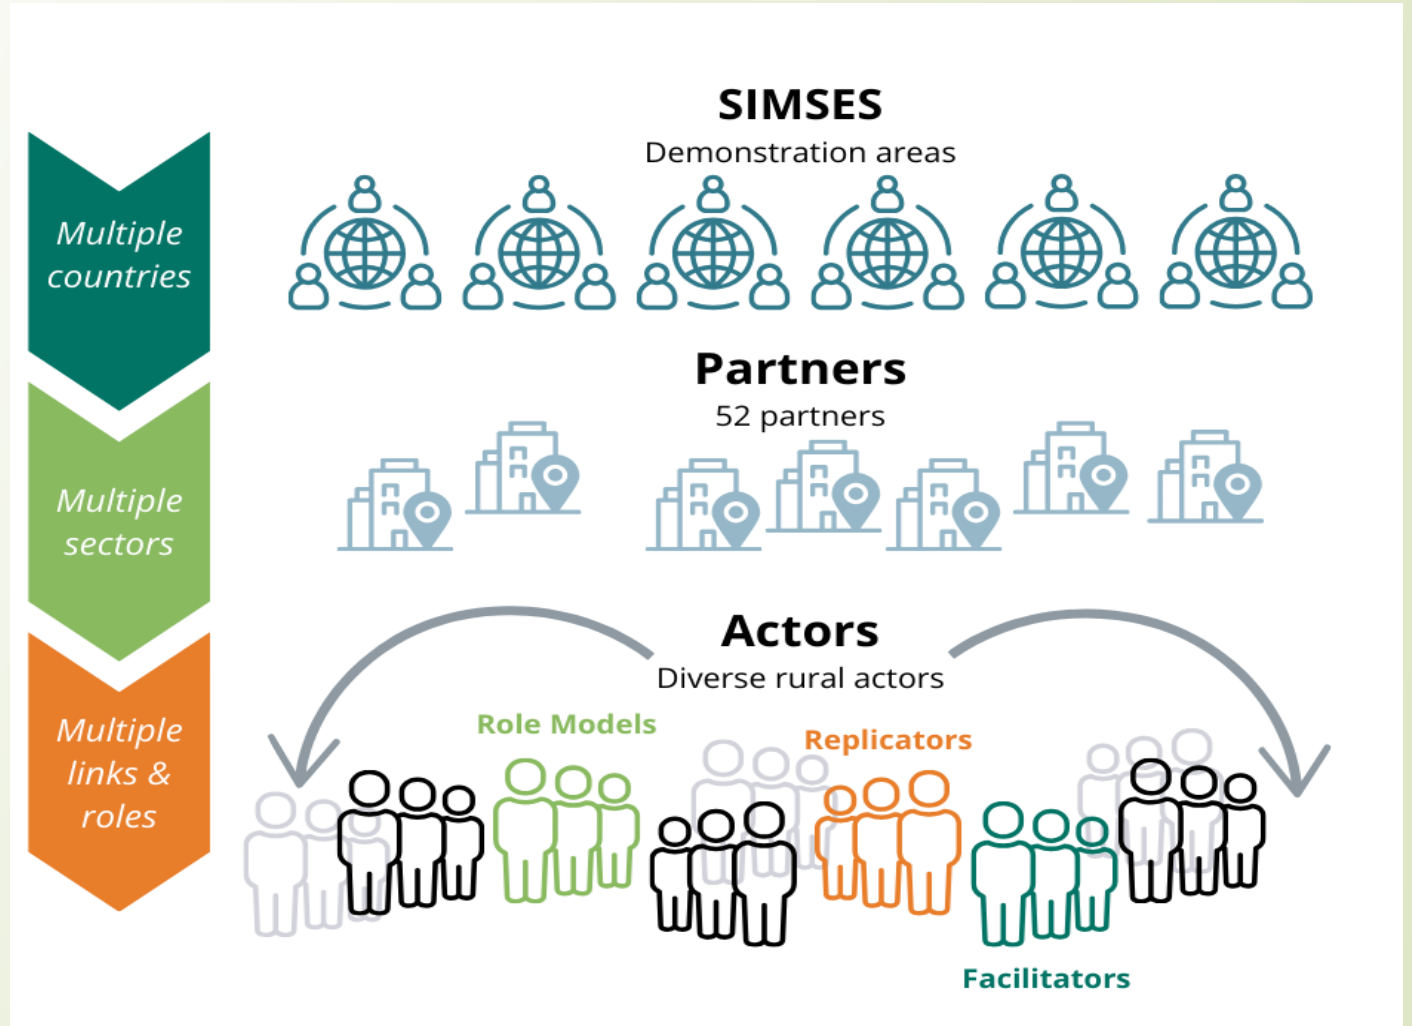 SIMSES
Demonstration areas
Multiple
countries
Partners
52 partners
Multiple
sectors
Actors
Diverse rural actors
Multiple
links &
roles
Role Models
Replicators
Facilitators